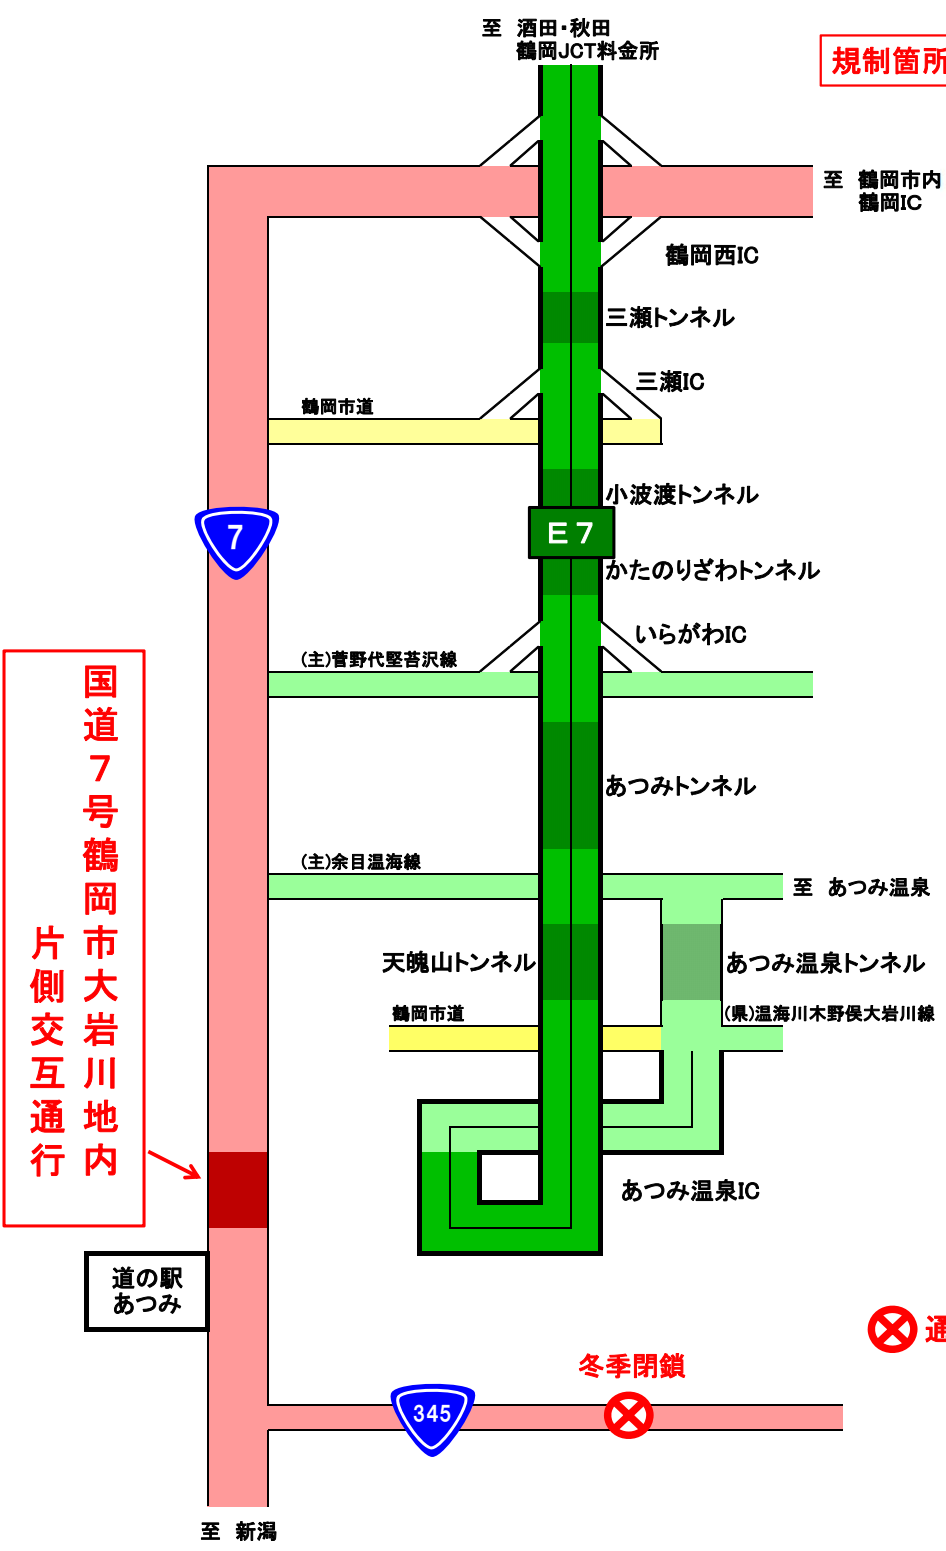 至　酒田・秋田
鶴岡JCT料金所
規制箇所
至　鶴岡市内
鶴岡IC
鶴岡西IC
三瀬トンネル
三瀬IC
鶴岡市道
小波渡トンネル
7
E7
かたのりざわトンネル
いらがわIC
(主)菅野代堅苔沢線
国道７号鶴岡市大岩川地内
片側交互通行
あつみトンネル
(主)余目温海線
至　あつみ温泉
天魄山トンネル
あつみ温泉トンネル
鶴岡市道
(県)温海川木野俣大岩川線
あつみ温泉IC
道の駅
あつみ
通
冬季閉鎖
345
至　新潟